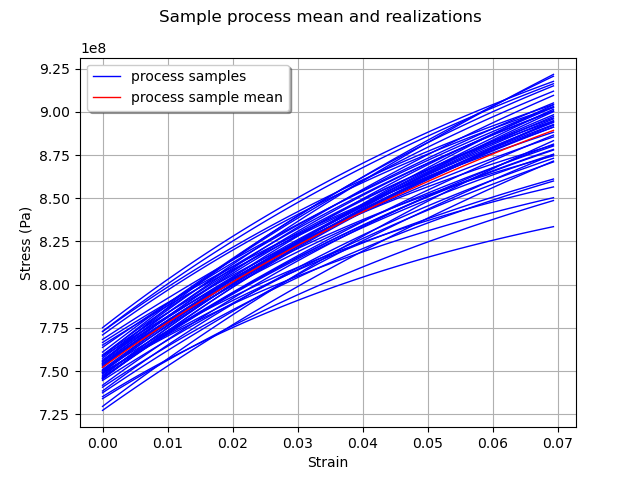 Sample process mean and realizations
1e8
process samples
process sample mean
9.25
9.00
8.75
8.50
8.25
8.00
7.75
7.50
7.25
Stress (Pa)
0.00 0.01 0.02 0.03 0.04 0.05 0.06 0.07
Strain